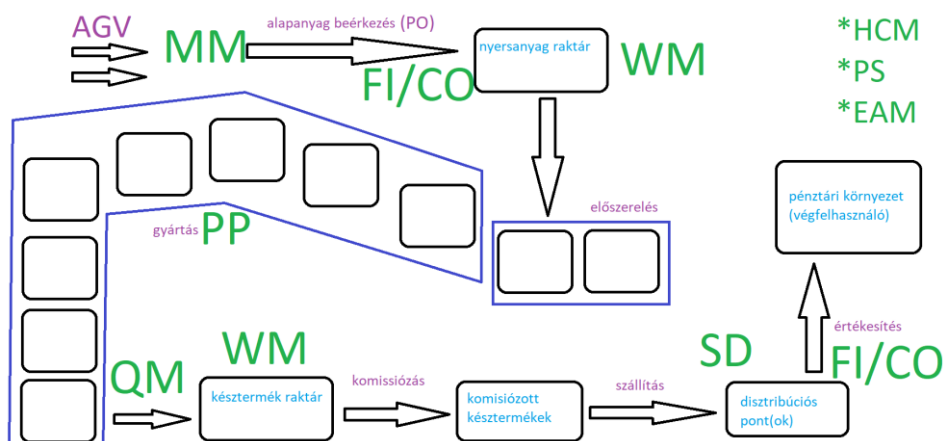 AGV
MM
alapanyag beérkezés (PO)
FI/CO
nyersanyag raktár
WM
*HCM
*PS
*EAM
pénztári környezet
(végfelhasználó)
előszerelés
gyártás
PP
értékesítés
FI/CO
SD
WM
QM
késztermék raktár
komissiózás
komisiózott
késztermékek
szállítás
disztribúciós
pont(ok)